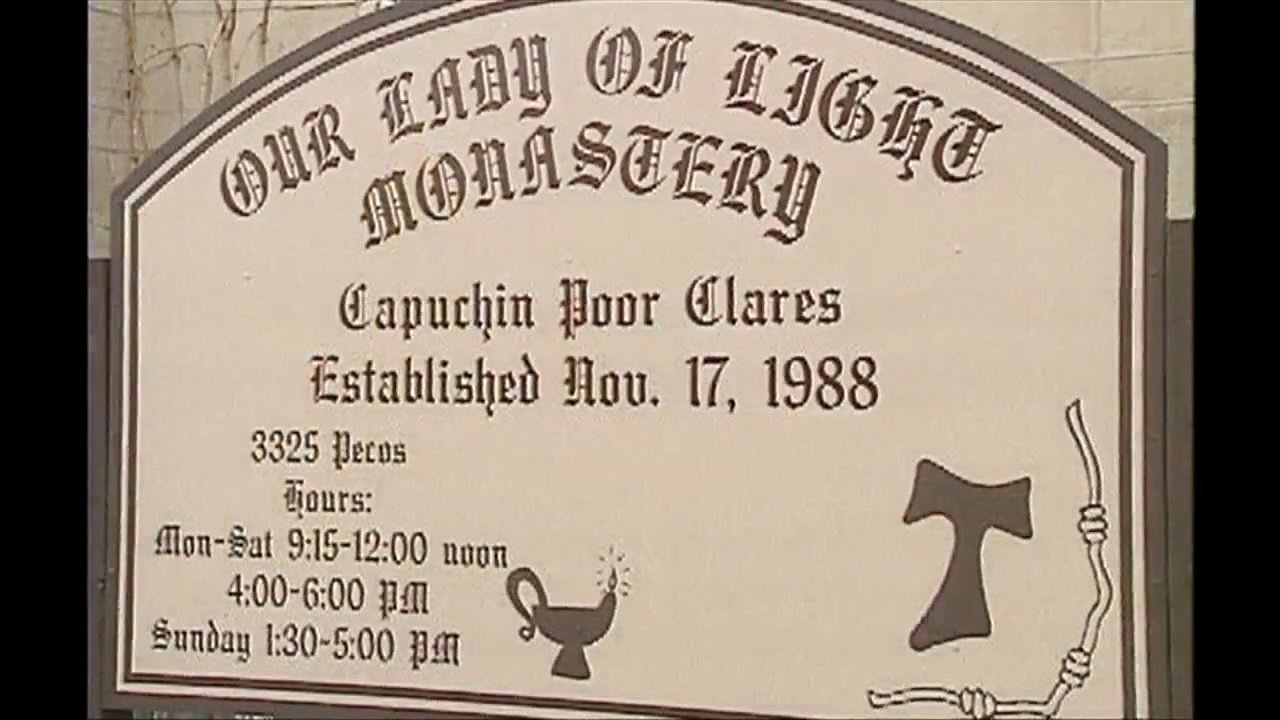 OUR LADY OF LIGHT
MONASTERY
Capuchin Poor Clares
Established Nov. 17, 1988
3325 Pecos
Hours:
Mon-Sat 9:15-12:00 noon
4:00-6:00 PM
Sunday 1:30-5:00 PM